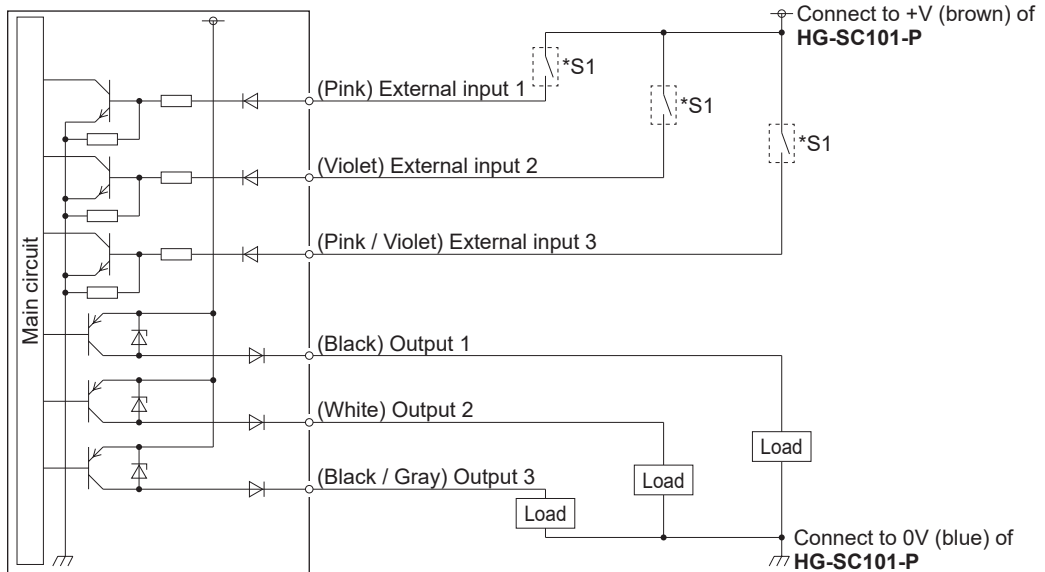 Connect to +V (brown) of
HG-SC101-P
*S1
(Pink) External input 1
*S1
*S1
(Violet) External input 2
(Pink / Violet) External input 3
Main circuit
(Black) Output 1
(White) Output 2
Load
(Black / Gray) Output 3
Load
Load
Connect to 0V (blue) of
HG-SC101-P